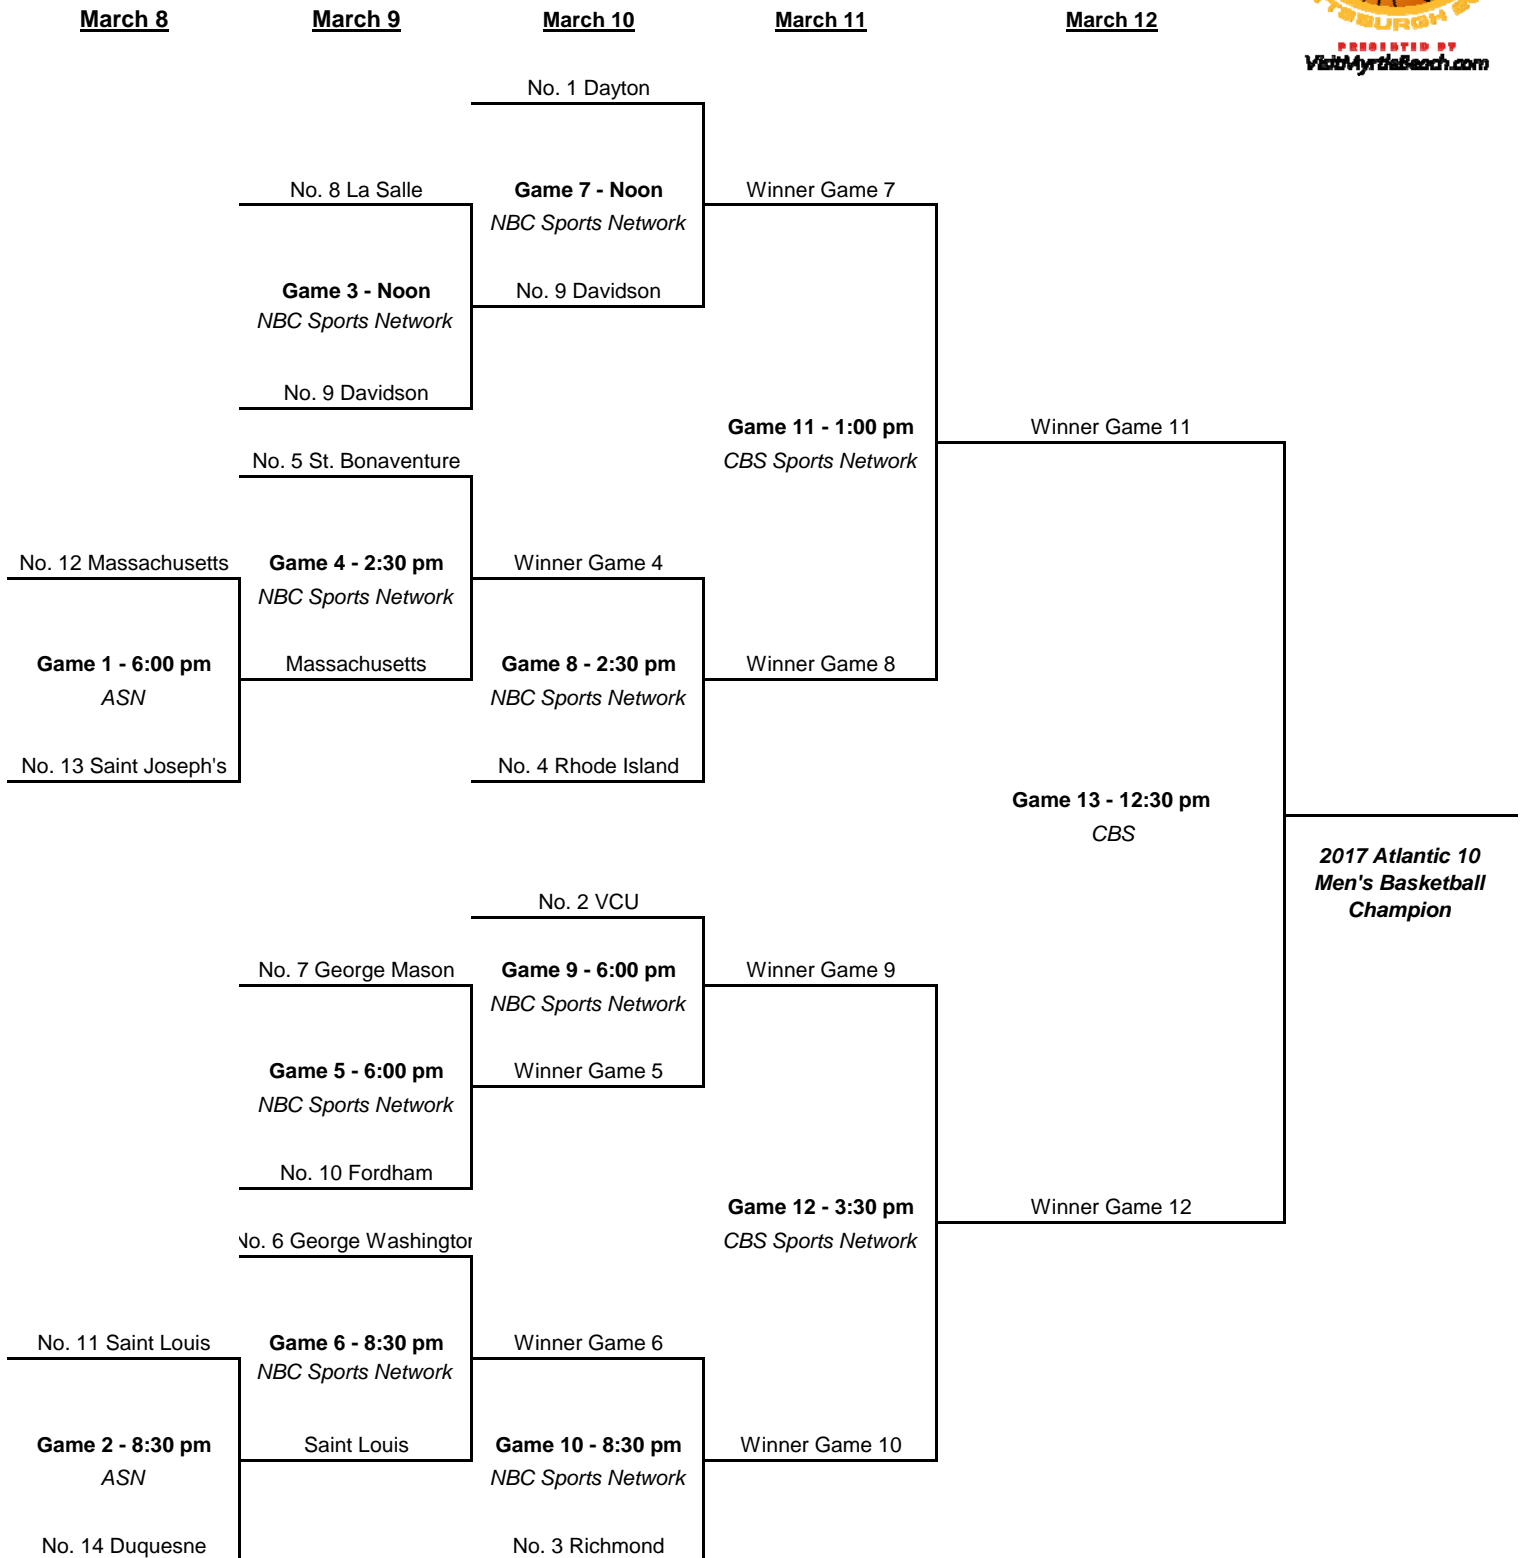 March 8
March 9
March 10
March 11
March 12
PITTSBURGH
PRESENTED BY
VisitMyrtleBeach.com
No. 1 Dayton
No. 8 La Salle
Game 7 - Noon
Winner Game 7
NBC Sports Network
Game 3 - Noon
No. 9 Davidson
NBC Sports Network
No. 9 Davidson
Game 11 - 1:00 pm
Winner Game 11
No. 5 St. Bonaventure
CBS Sports Network
No. 12 Massachusetts
Game 4 - 2:30 pm
Winner Game 4
NBC Sports Network
Game 1 - 6:00 pm
Massachusetts
Game 8 - 2:30 pm
Winner Game 8
ASN
NBC Sports Network
No. 13 Saint Joseph's
No. 4 Rhode Island
Game 13 - 12:30 pm
CBS
2017 Atlantic 10
Men's Basketball
Champion
No. 2 VCU
No. 7 George Mason
Game 9 - 6:00 pm
Winner Game 9
NBC Sports Network
Game 5 - 6:00 pm
Winner Game 5
NBC Sports Network
No. 10 Fordham
Game 12 - 3:30 pm
Winner Game 12
No. 6 George Washington
CBS Sports Network
No. 11 Saint Louis
Game 6 - 8:30 pm
Winner Game 6
NBC Sports Network
Game 2 - 8:30 pm
Saint Louis
Game 10 - 8:30 pm
Winner Game 10
ASN
NBC Sports Network
No. 14 Duquesne
No. 3 Richmond